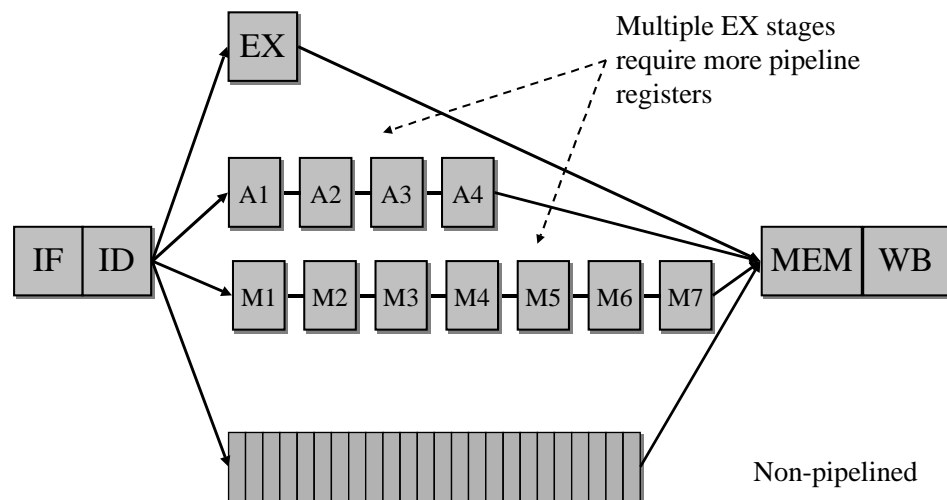 EX
Multiple EX stages
require more pipeline
registers
A1 A2 A3 A4
IF ID
MEM WB
M1 M2 M3 M4 M5 M6 M7
Non-pipelined